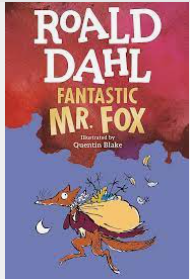 ROALD
DAHL
FANTASTIC
MR. FOX
Illustrated by
Quentin Blake